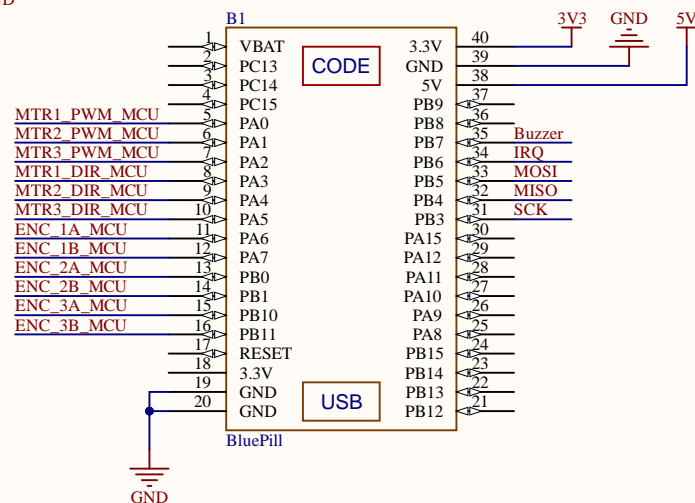 ND
B1
3V3 GND 5V
1 VBAT 3.3V 40
2 PC13 CODE GND 39
3 PC14 5V 38
4 PC15 PB9 37
MTR1_PWM_MCU 5 PA0 PB8 36
MTR2_PWM_MCU 6 PA1 PB7 35 Buzzer
MTR3_PWM_MCU 7 PA2 PB6 34 IRQ
MTR1_DIR_MCU 8 PA3 PB5 33 MOSI
MTR2_DIR_MCU 9 PA4 PB4 32 MISO
MTR3_DIR_MCU 10 PA5 PB3 31 SCK
ENC_1A_MCU 11 PA6 PA15 30
ENC_1B_MCU 12 PA7 PA12 29
ENC_2A_MCU 13 PB0 PA11 28
ENC_2B_MCU 14 PB1 PA10 27
ENC_3A_MCU 15 PB10 PA9 26
ENC_3B_MCU 16 PB11 PA8 25
17 RESET PB15 24
18 3.3V PB14 23
19 GND USB PB13 22
20 GND PB12 21
BluePill
GND